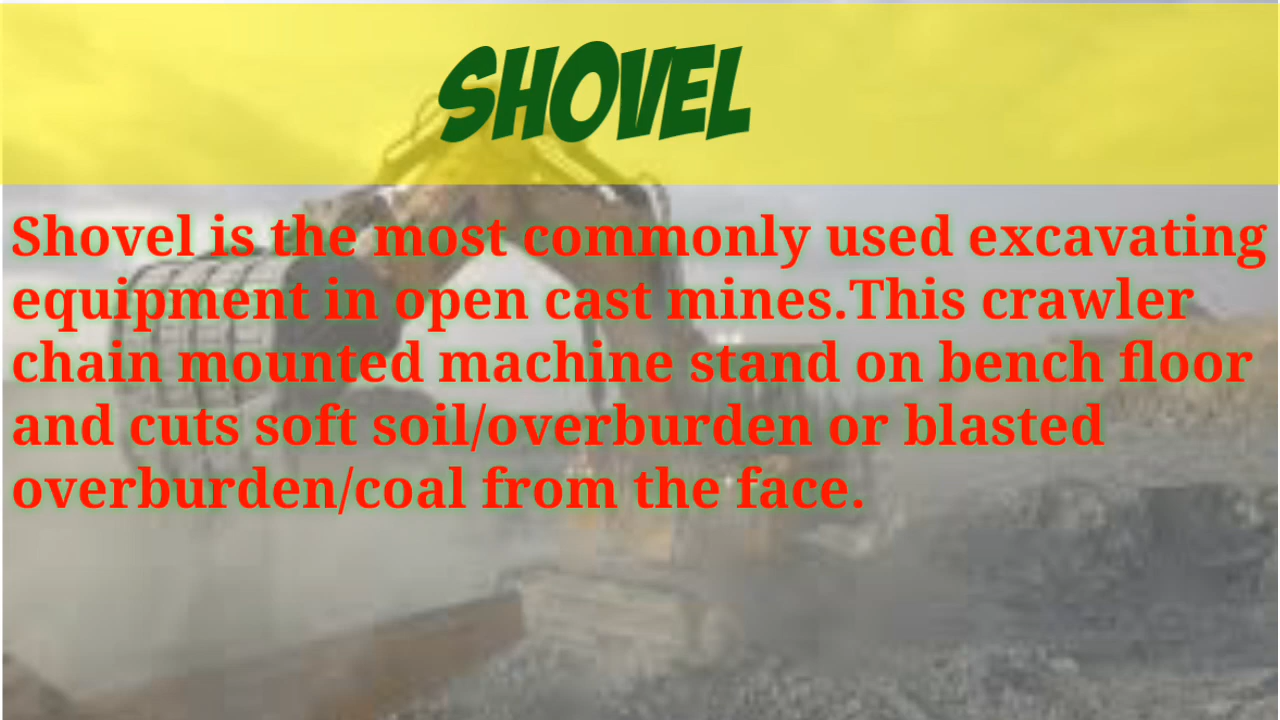 SHOVEL
Shovel is the most commonly used excavating
equipment in open cast mines.This crawler
chain mounted machine stand on bench floor
and cuts soft soil/overburden or blasted
overburden/coal from the face.